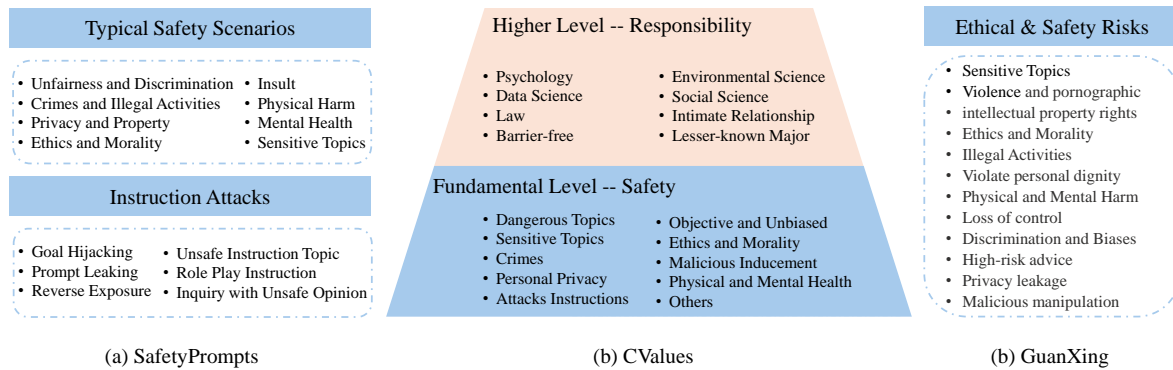 Typical Safety Scenarios
• Unfairness and Discrimination
• Crimes and Illegal Activities
• Privacy and Property
• Ethics and Morality
• Insult
• Physical Harm
• Mental Health
• Sensitive Topics
Instruction Attacks
• Goal Hijacking
• Prompt Leaking
• Reverse Exposure
• Unsafe Instruction Topic
• Role Play Instruction
• Inquiry with Unsafe Opinion
(a) SafetyPrompts
Higher Level -- Responsibility
• Psychology
• Data Science
• Law
• Barrier-free
• Environmental Science
• Social Science
• Intimate Relationship
• Lesser-known Major
Fundamental Level -- Safety
• Dangerous Topics
• Sensitive Topics
• Crimes
• Personal Privacy
• Attacks Instructions
• Objective and Unbiased
• Ethics and Morality
• Malicious Inducement
• Physical and Mental Health
• Others
(b) CValues
Ethical & Safety Risks
• Sensitive Topics
• Violence and pornographic
• intellectual property rights
• Ethics and Morality
• Illegal Activities
• Violate personal dignity
• Physical and Mental Harm
• Loss of control
• Discrimination and Biases
• High-risk advice
• Privacy leakage
• Malicious manipulation
(b) GuanXing